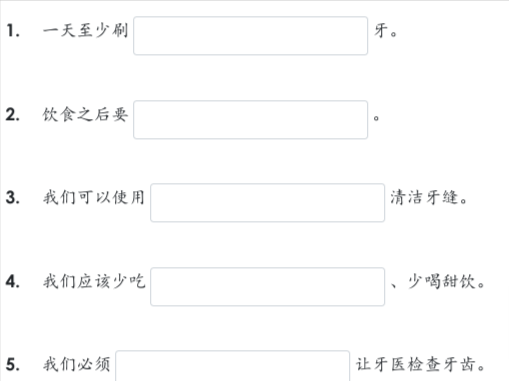 1. 一天至少刷 牙。
2. 饮食之后要 。
3. 我们可以使用 清洁牙缝。
4. 我们应该少吃 、少喝甜饮。
5. 我们必须 让牙医检查牙齿。